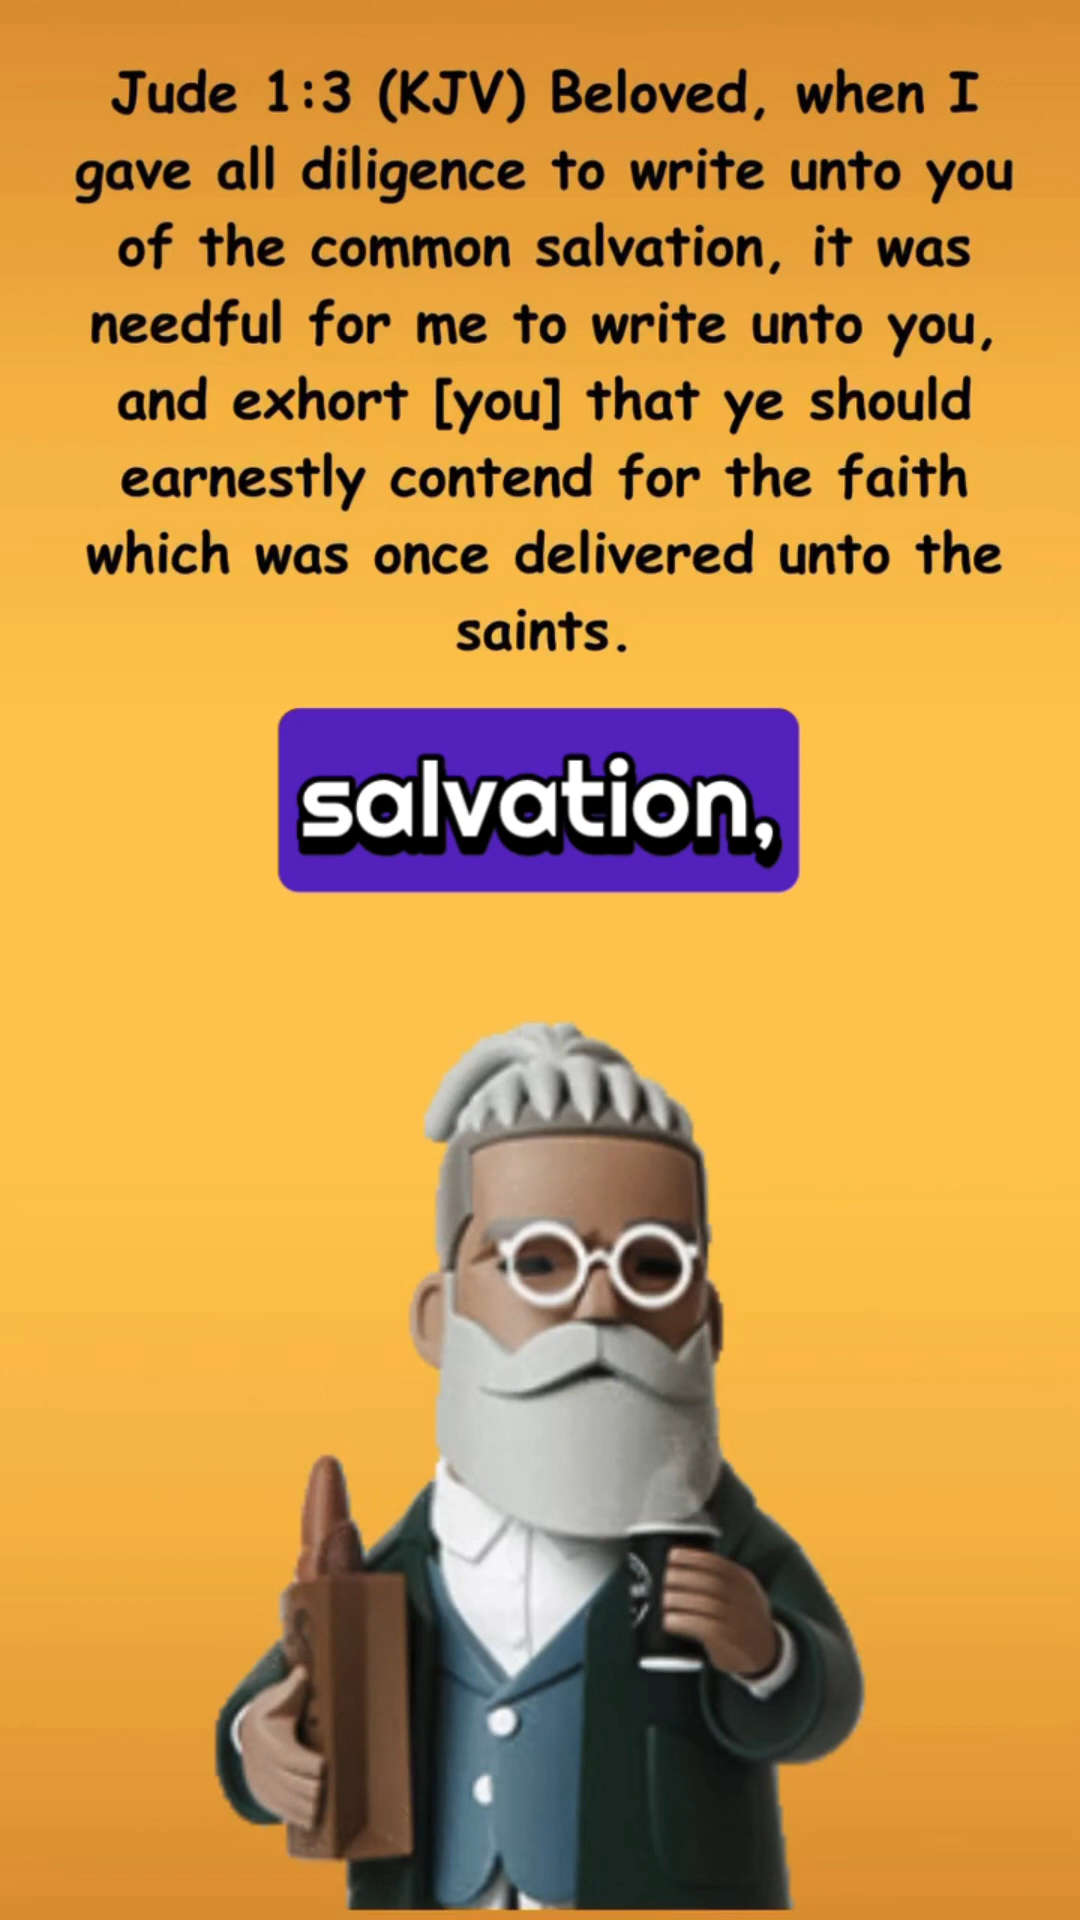 Jude 1:3 (KJV) Beloved, when I
gave all diligence to write unto you
of the common salvation, it was
needful for me to write unto you,
and exhort [you] that ye should
earnestly contend for the faith
which was once delivered unto the
saints.
salvation,